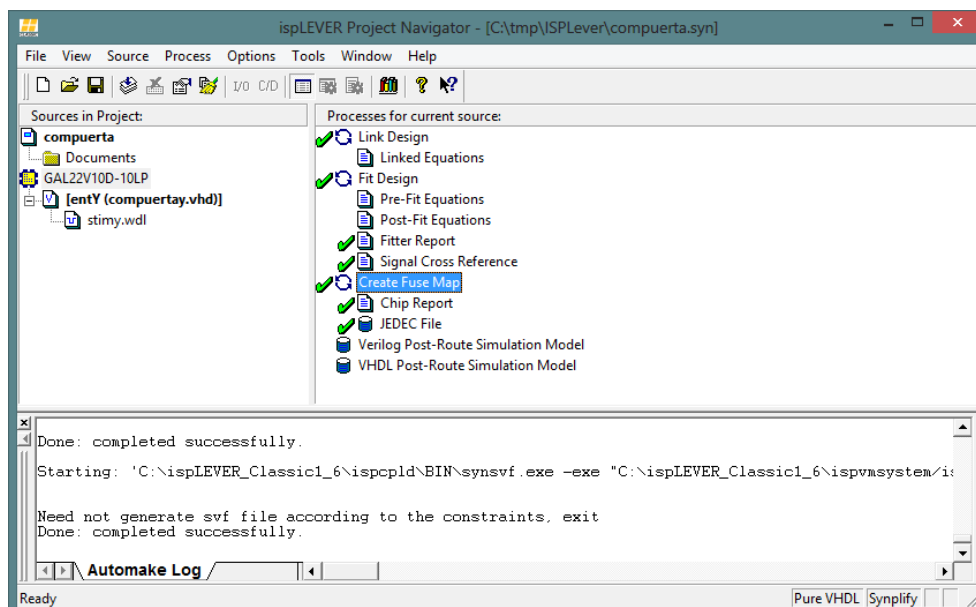 ispLEVER Project Navigator - [C:\tmp\ISPLever\compuerta.syn]
File View Source Process Options Tools Window Help
I/O C/D
Sources in Project:
compuerta
Documents
GAL22V10D-10LP
[entY (compuertay.vhd)]
stimy.wdl
Processes for current source:
Link Design
Linked Equations
Fit Design
Pre-Fit Equations
Post-Fit Equations
Fitter Report
Signal Cross Reference
Create Fuse Map
Chip Report
JEDEC File
Verilog Post-Route Simulation Model
VHDL Post-Route Simulation Model
Done: completed successfully.
Starting: 'C:\ispLEVER_Classic1_6\ispcpld\BIN\synsvf.exe -exe "C:\ispLEVER_Classic1_6\ispvmsystem/is
Need not generate svf file according to the constraints, exit
Done: completed successfully.
Automake Log
Ready
Pure VHDL Synplify